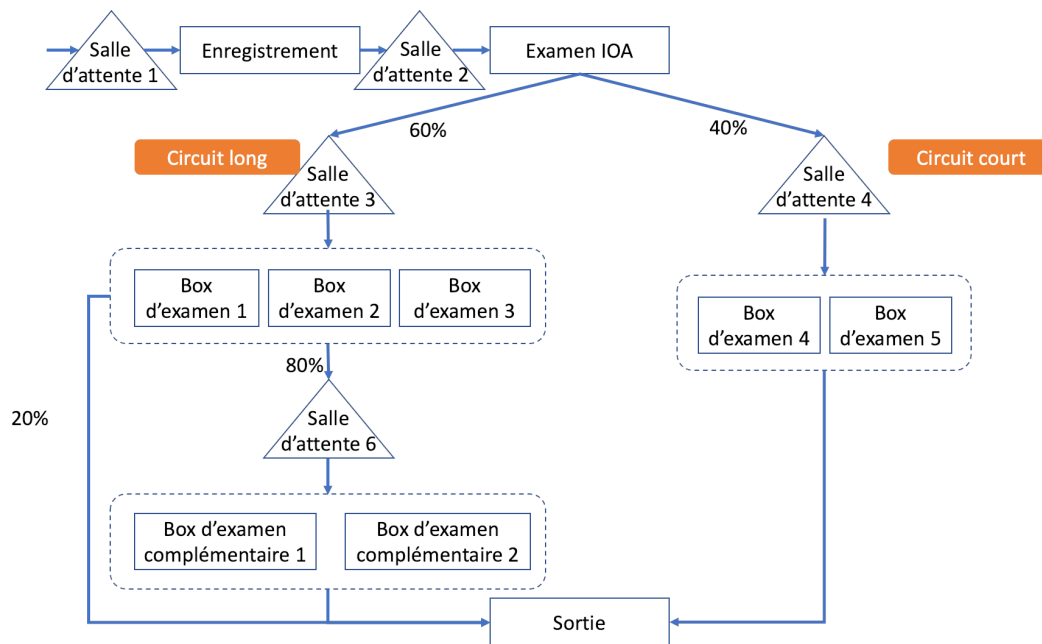 Salle
d'attente 1
Enregistrement
Salle
d'attente 2
Examen IOA
60%
40%
Circuit long
Circuit court
Salle
d'attente 3
Salle
d'attente 4
Box
d'examen 1
Box
d'examen 2
Box
d'examen 3
Box
d'examen 4
Box
d'examen 5
80%
20%
Salle
d'attente 6
Box d'examen
complémentaire 1
Box d'examen
complémentaire 2
Sortie